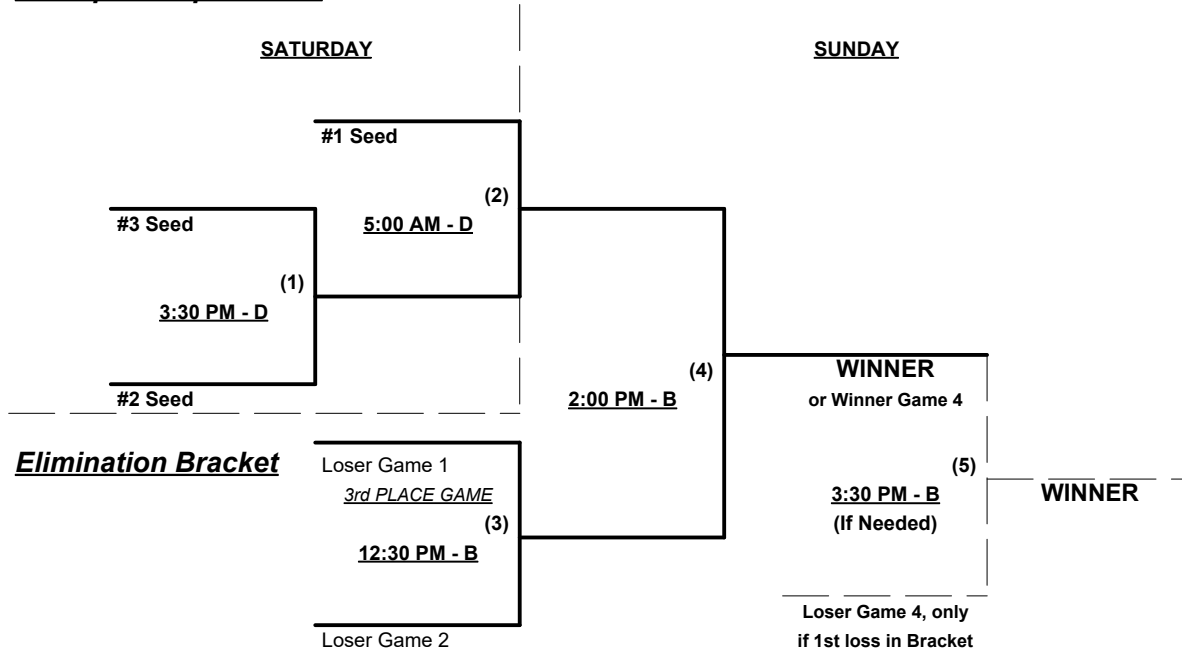 SATURDAY
SUNDAY
#1 Seed
(2)
5:00 AM - D
#3 Seed
(1)
3:30 PM - D
#2 Seed
(4)
2:00 PM - B
WINNER
or Winner Game 4
Elimination Bracket
Loser Game 1
3rd PLACE GAME
(3)
12:30 PM - B
Loser Game 2
(5)
3:30 PM - B
(If Needed)
WINNER
Loser Game 4, only
if 1st loss in Bracket